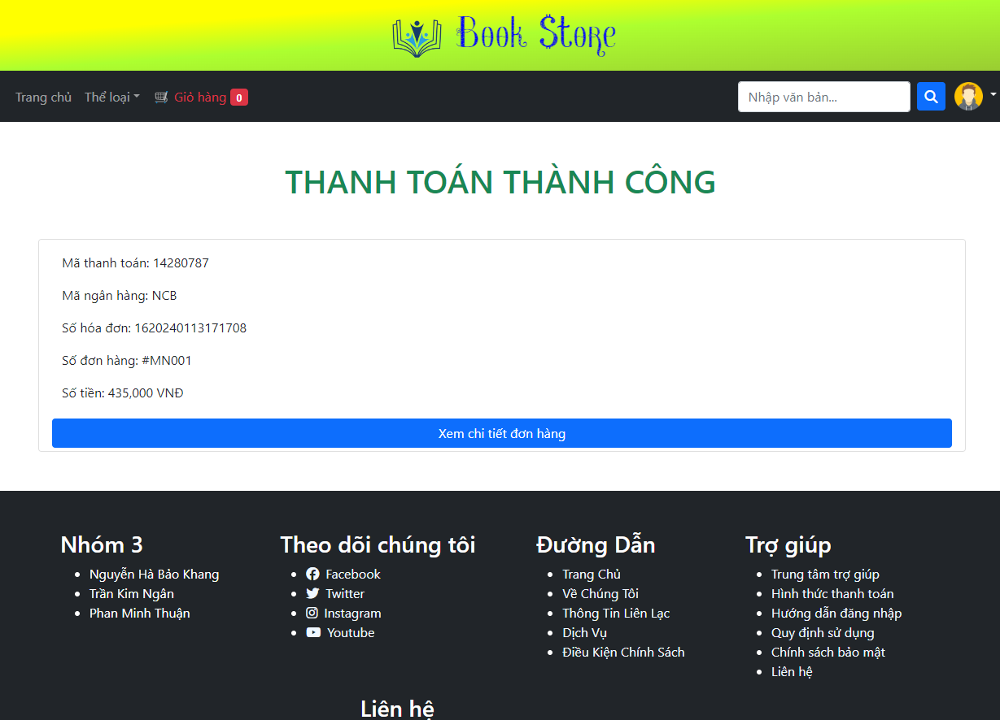 Book Store
Trang chủ Thể loại Giỏ hàng 0 Nhập văn bản...
THANH TOÁN THÀNH CÔNG
Mã thanh toán: 14280787
Mã ngân hàng: NCB
Số hóa đơn: 1620240113171708
Số đơn hàng: #MN001
Số tiền: 435,000 VNĐ
Xem chi tiết đơn hàng
Nhóm 3
Nguyễn Hà Bảo Khang
Trần Kim Ngân
Phan Minh Thuận
Theo dõi chúng tôi
Facebook
Twitter
Instagram
Youtube
Đường Dẫn
Trang Chủ
Về Chúng Tôi
Thông Tin Liên Lạc
Dịch Vụ
Điều Kiện Chính Sách
Trợ giúp
Trung tâm trợ giúp
Hình thức thanh toán
Hướng dẫn đăng nhập
Quy định sử dụng
Chính sách bảo mật
Liên hệ
Liên hệ